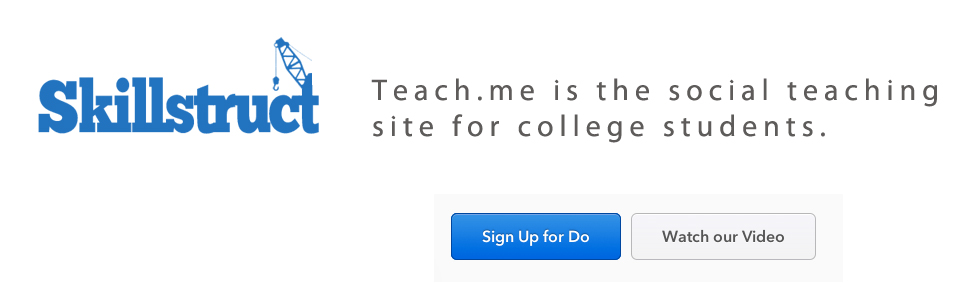 Skillstruct
Teach.me is the social teaching
site for college students.
Sign Up for Do
Watch our Video